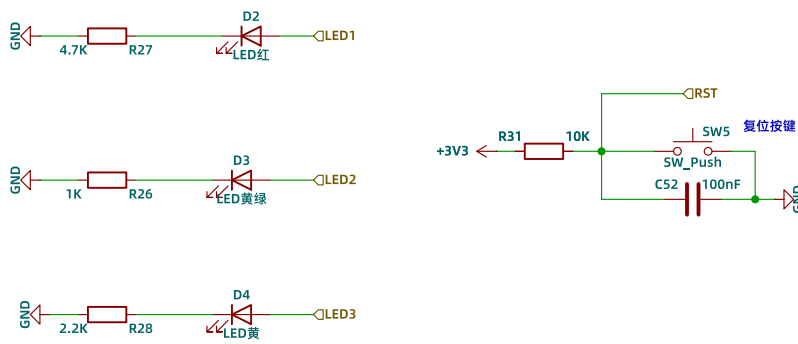 D2
GND
4.7K
R27
LED红
LED1
D3
GND
1K
R26
LED黄绿
LED2
D4
GND
2.2K
R28
LED黄
LED3
RST
R31
10K
+3V3
SW5
复位按键
SW_Push
C52
100nF
GND